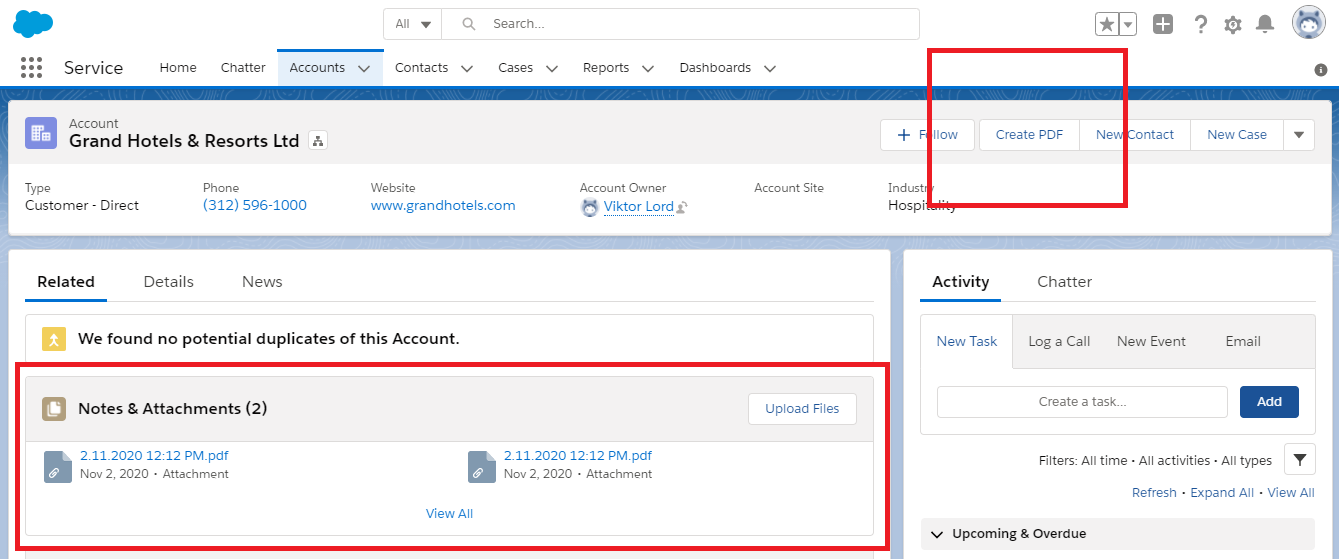 All Search...
Service Home Chatter Accounts Contacts Cases Reports Dashboards
Account
Grand Hotels & Resorts Ltd
+ Follow Create PDF New Contact New Case
Type Phone Website Account Owner Account Site Industry
Customer - Direct (312) 596-1000 www.grandhotels.com Viktor Lord Hospitality
Related Details News
We found no potential duplicates of this Account.
Notes & Attachments (2) Upload Files
2.11.2020 12:12 PM.pdf 2.11.2020 12:12 PM.pdf
Nov 2, 2020 • Attachment Nov 2, 2020 • Attachment
View All
Activity Chatter
New Task Log a Call New Event Email
Create a task... Add
Filters: All time • All activities • All types
Refresh • Expand All • View All
Upcoming & Overdue